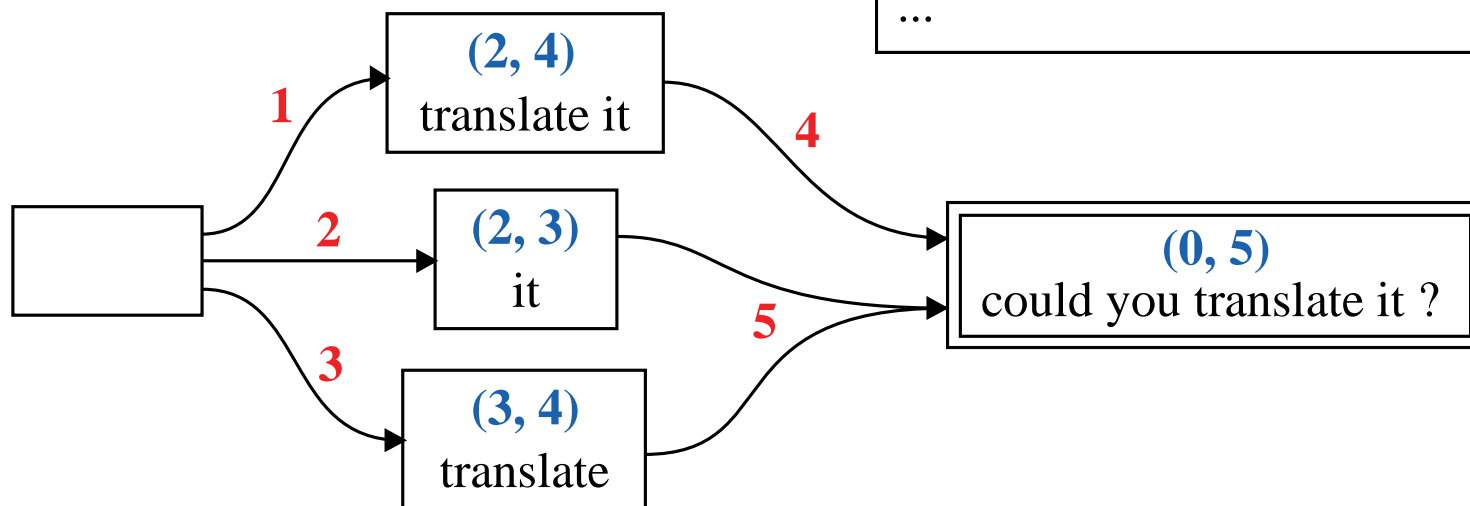 ...
(2, 4)
translate it
1
4
2
(2, 3)
it
(0, 5)
could you translate it ?
5
3
(3, 4)
translate